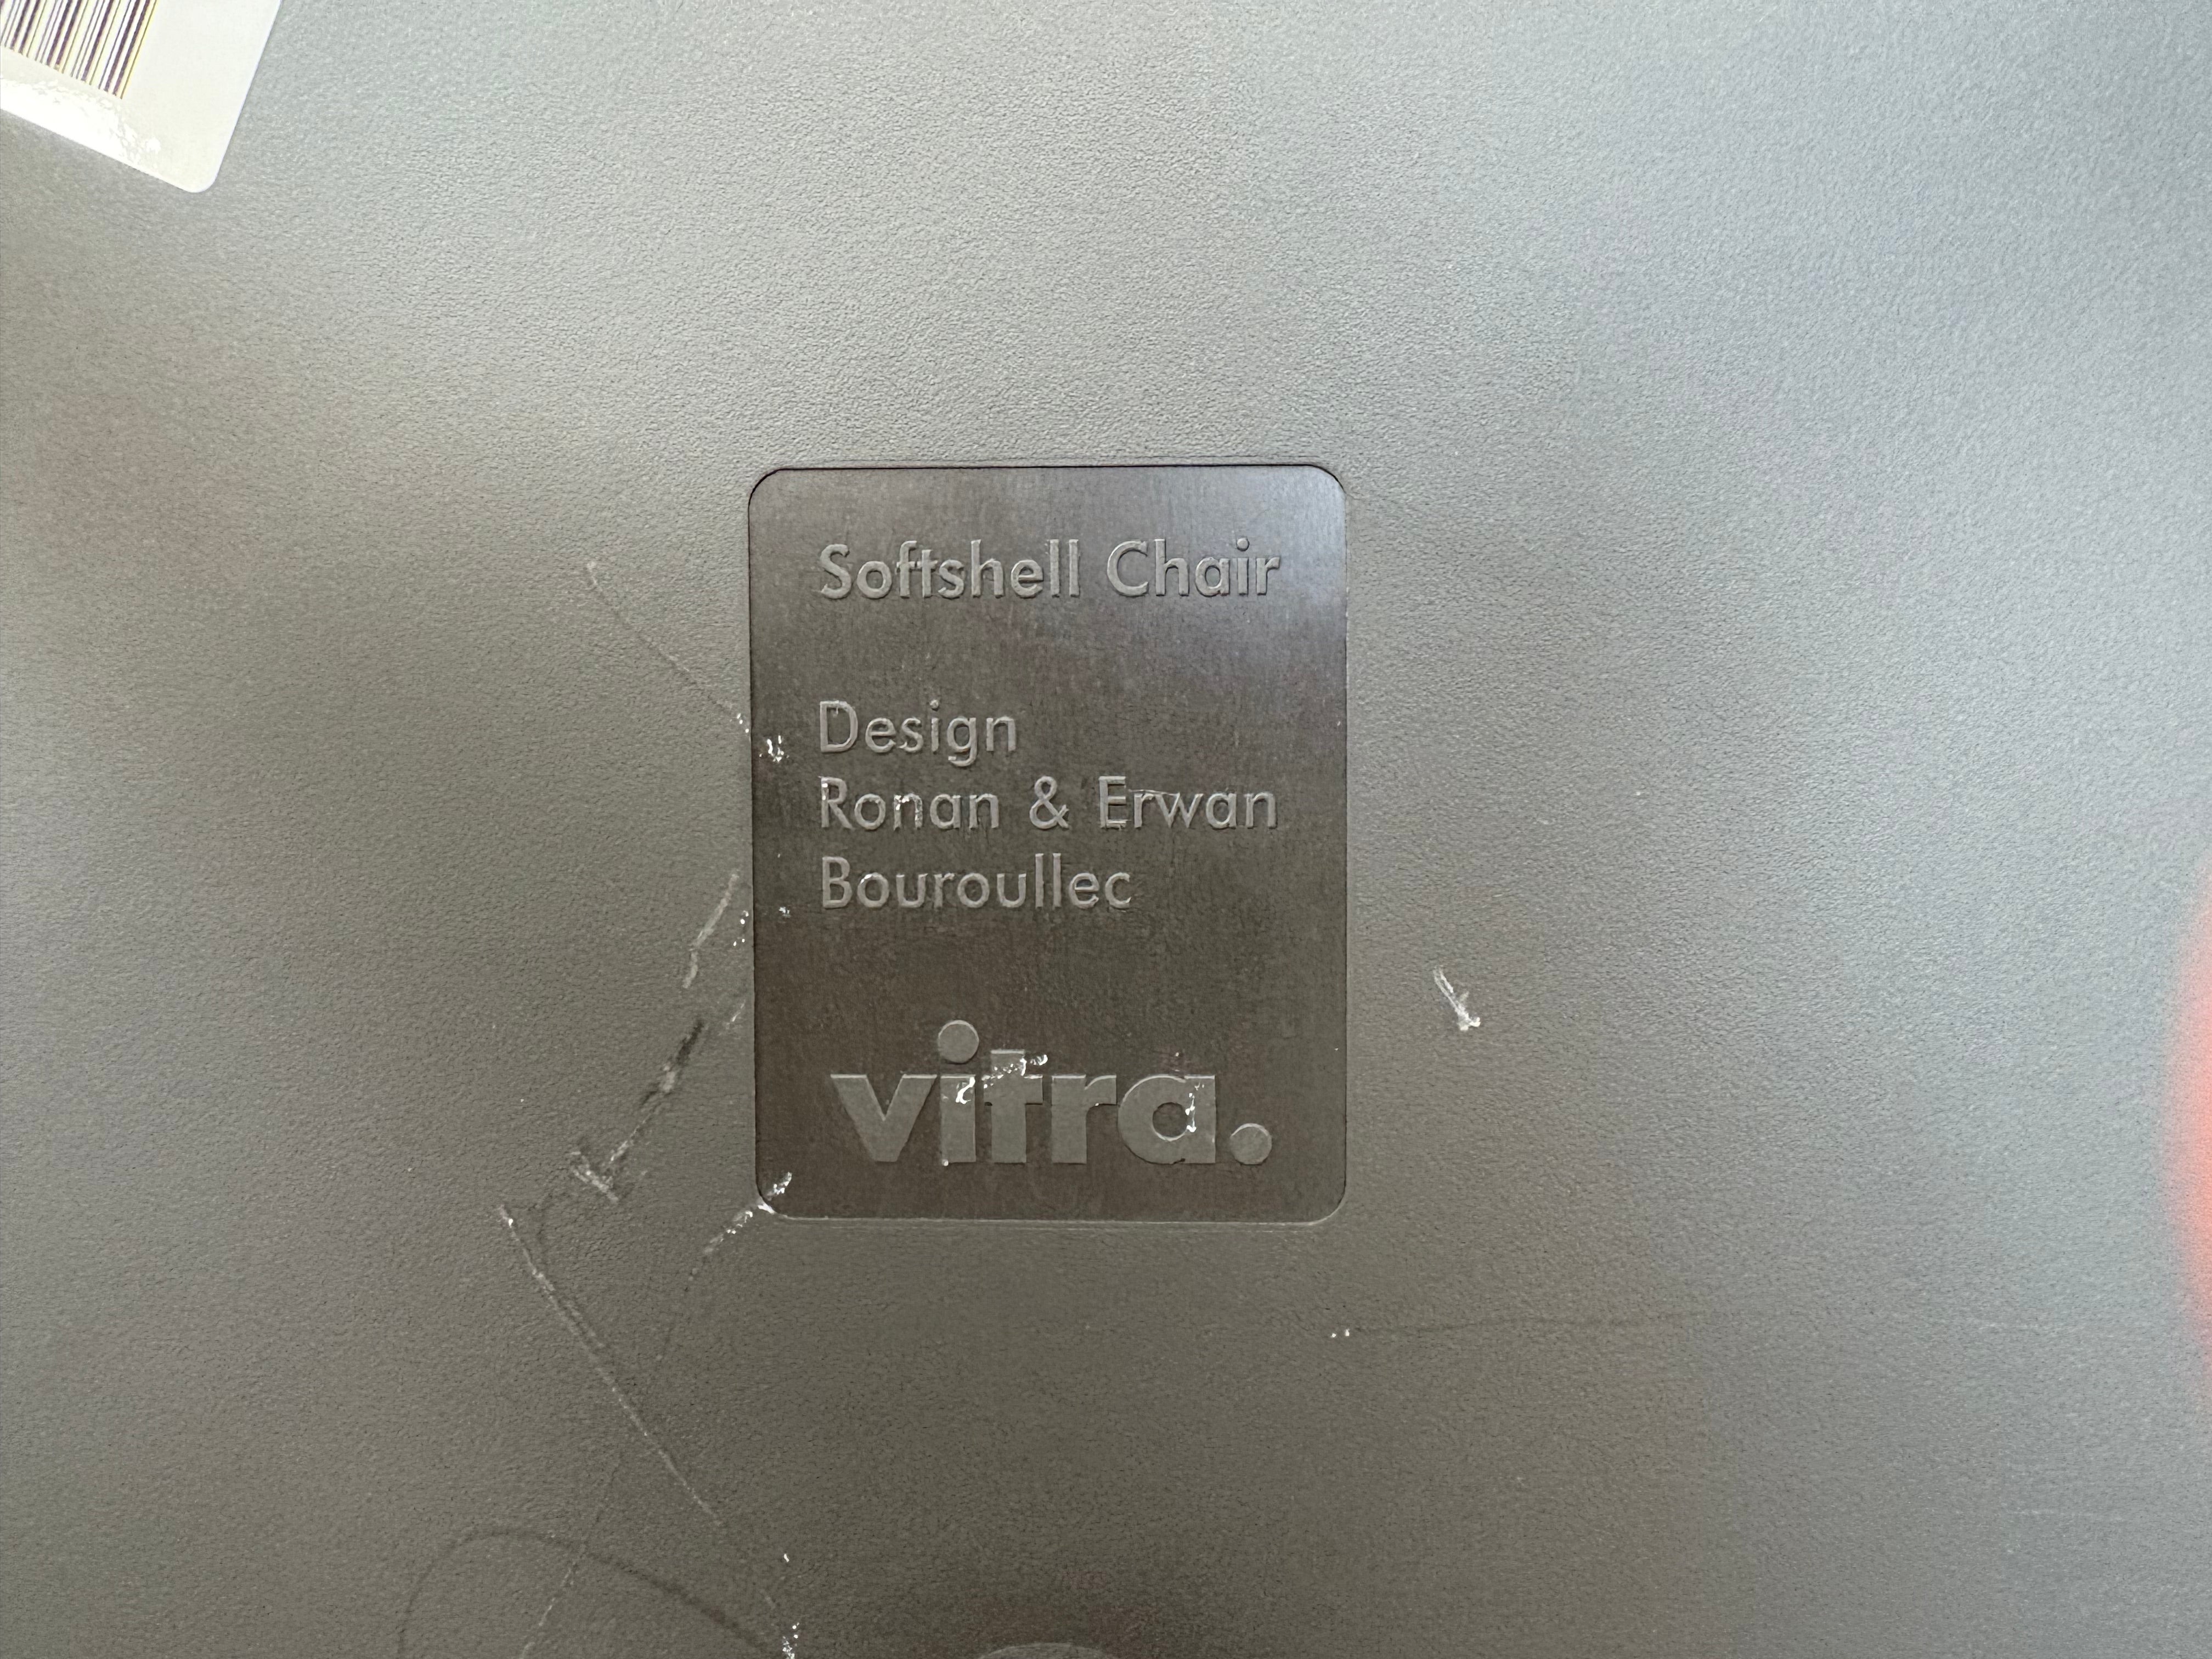 Softshell Chair
Design
Ronan & Erwan
Bouroullec
vitra.